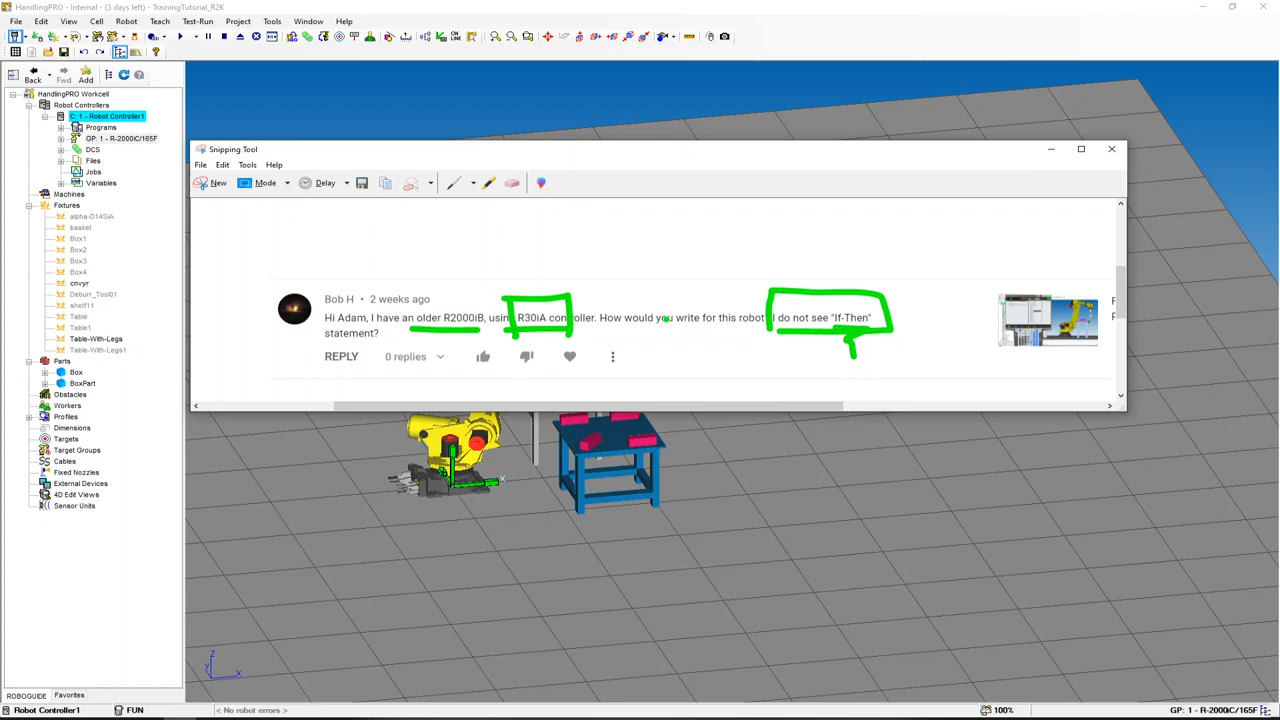 HandlingPRO - Internal - (3 days left) - TrainingTutorial_R2K
File Edit View Cell Robot Teach Test-Run Project Tools Window Help
ON
LINE
Back Fwd Add
HandlingPRO Workcell
Robot Controllers
C: 1 - Robot Controller1
Programs
GP: 1 - R-2000iC/165F
DCS
Files
Jobs
Variables
Machines
Fixtures
alpha-D14SiA
basket
Box1
Box2
Box3
Box4
cnvyr
Deburr_Tool01
shelf11
Table
Table1
Table-With-Legs
Table-With-Legs1
Parts
Box
BoxPart
Obstacles
Workers
Profiles
Dimensions
Targets
Target Groups
Cables
Fixed Nozzles
External Devices
4D Edit Views
Sensor Units
Snipping Tool
File Edit Tools Help
New Mode Delay
Bob H • 2 weeks ago
Hi Adam, I have an older R2000iB, using R30iA controller. How would you write for this robot? I do not see "If-Then"
statement?
REPLY 0 replies
Z
Y
X
ROBOGUIDE Favorites
Robot Controller1 FUN < No robot errors > 100% GP: 1 - R-2000iC/165F